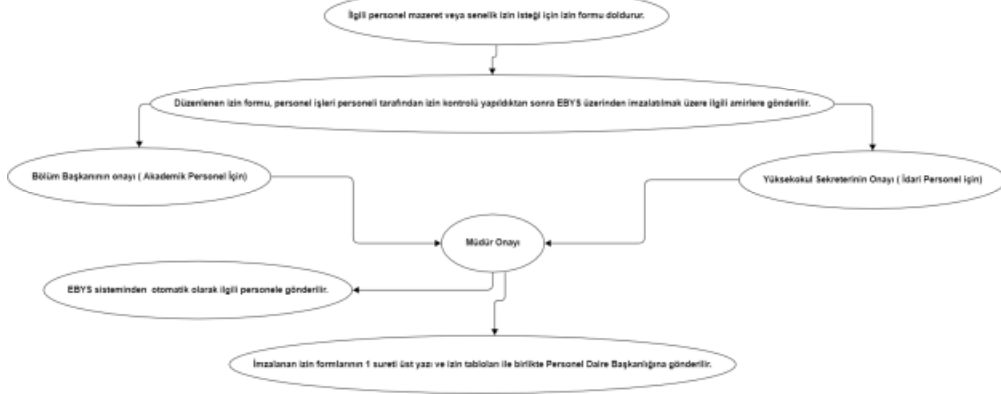 İlgili personel mazeret veya senelik izin isteği için izin formu doldurur.
Düzenlenen izin formu, personel işleri personeli tarafından izin kontrolü yapıldıktan sonra EBYS üzerinden imzalatılmak üzere ilgili amirlere gönderilir.
Bölüm Başkanının onayı ( Akademik Personel İçin)
Yüksekokul Sekreterinin Onayı ( İdari Personel için)
Müdür Onayı
EBYS sisteminden otomatik olarak ilgili personele gönderilir.
İmzalanan izin formlarının 1 sureti üst yazı ve izin tabloları ile birlikte Personel Daire Başkanlığına gönderilir.